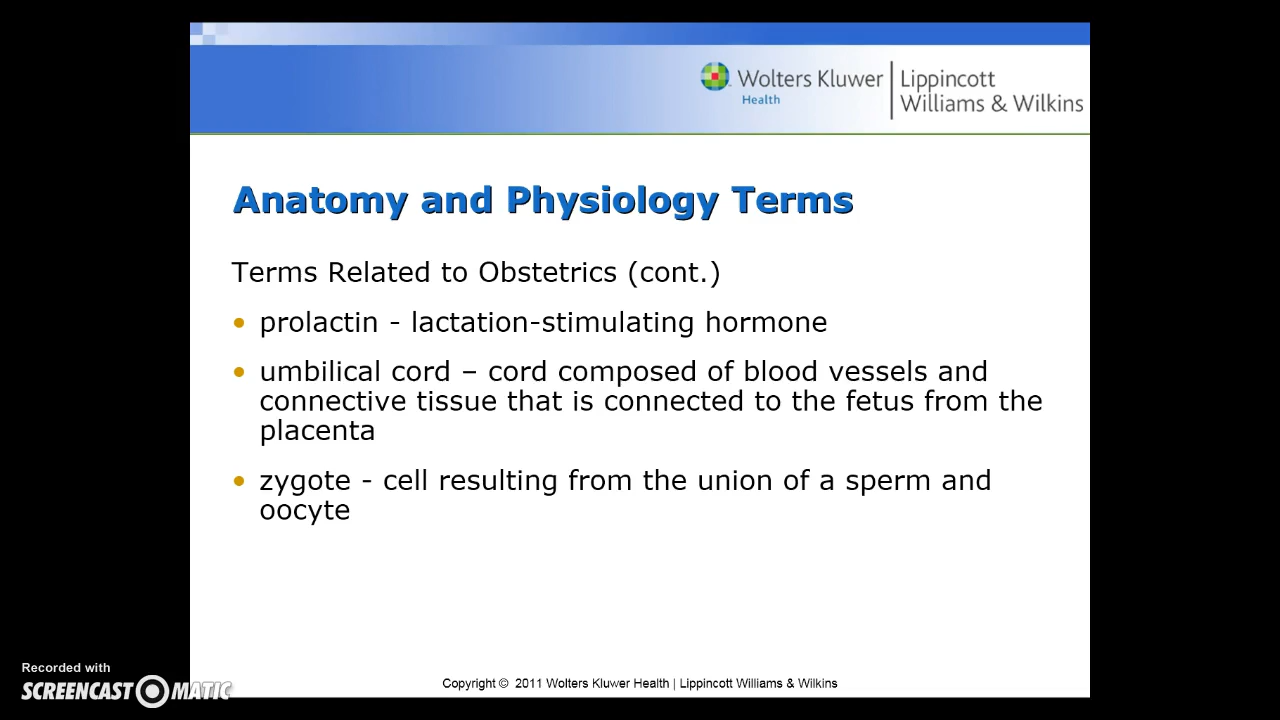 Wolters Kluwer
Health
Lippincott
Williams & Wilkins
Anatomy and Physiology Terms
Terms Related to Obstetrics (cont.)
• prolactin - lactation-stimulating hormone
• umbilical cord – cord composed of blood vessels and
connective tissue that is connected to the fetus from the
placenta
• zygote - cell resulting from the union of a sperm and
oocyte
Recorded with
SCREENCAST MATIC
Copyright © 2011 Wolters Kluwer Health | Lippincott Williams & Wilkins